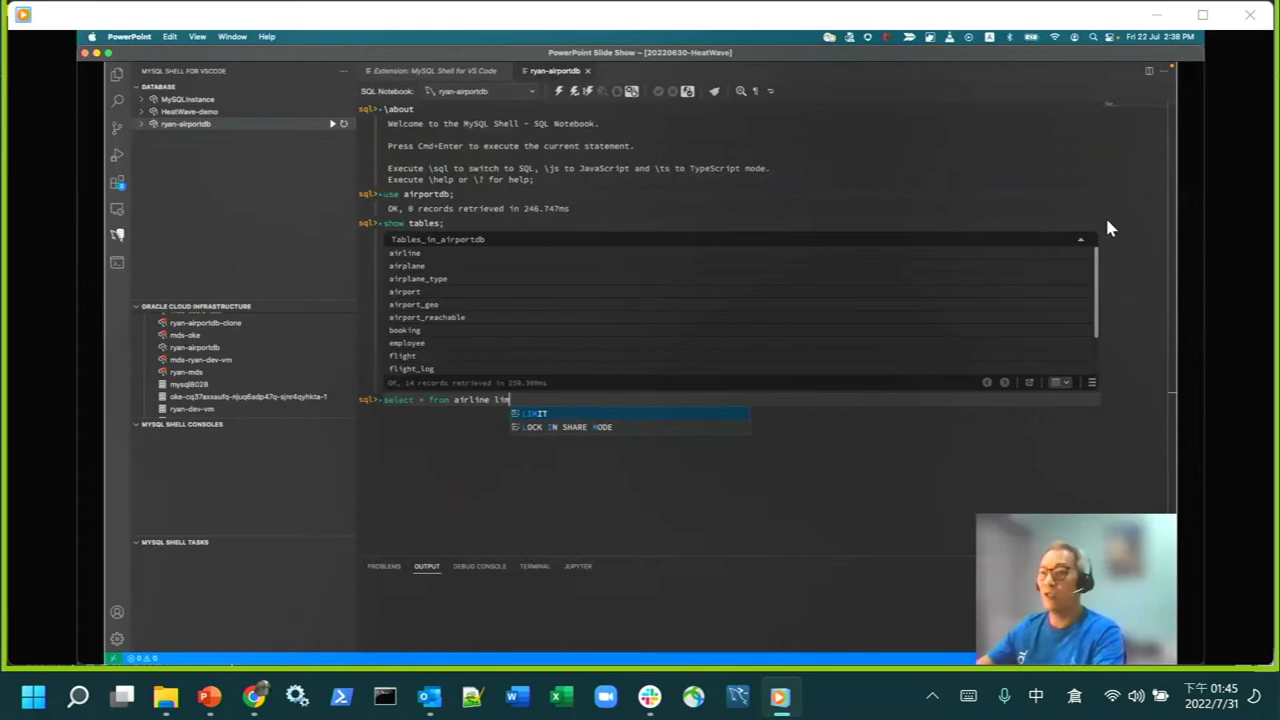 PowerPoint Edit View Window Help
Fri 22 Jul 2:38 PM
PowerPoint Slide Show - [20220630-HeatWave]
MYSQL SHELL FOR VSCODE
Extension: MySQL Shell for VS Code
ryan-airportdb
DATABASE
SQL Notebook: ryan-airportdb
MySQLInstance
HeatWave-demo
ryan-airportdb
sql> \about
Welcome to the MySQL Shell - SQL Notebook.
Press Cmd+Enter to execute the current statement.
Execute \sql to switch to SQL, \js to JavaScript and \ts to TypeScript mode.
Execute \help or \? for help;
sql> use airportdb;
OK, 0 records retrieved in 246.747ms
sql> show tables;
Tables_in_airportdb
airline
airplane
airplane_type
airport
airport_geo
airport_reachable
booking
employee
flight
flight_log
OK, 14 records retrieved in 250.309ms
sql> select * from airline lim
LIMIT
LOCK IN SHARE MODE
ORACLE CLOUD INFRASTRUCTURE
ryan-airportdb-clone
mds-oke
ryan-airportdb
mds-ryan-dev-vm
ryan-mds
mysql8028
oke-cq37axxaufq-njuq6adp47q-sjnr4qyhkta-1
ryan-dev-vm
MYSQL SHELL CONSOLES
MYSQL SHELL TASKS
PROBLEMS OUTPUT DEBUG CONSOLE TERMINAL JUPYTER
0 0
中
下午 01:45
2022/7/31